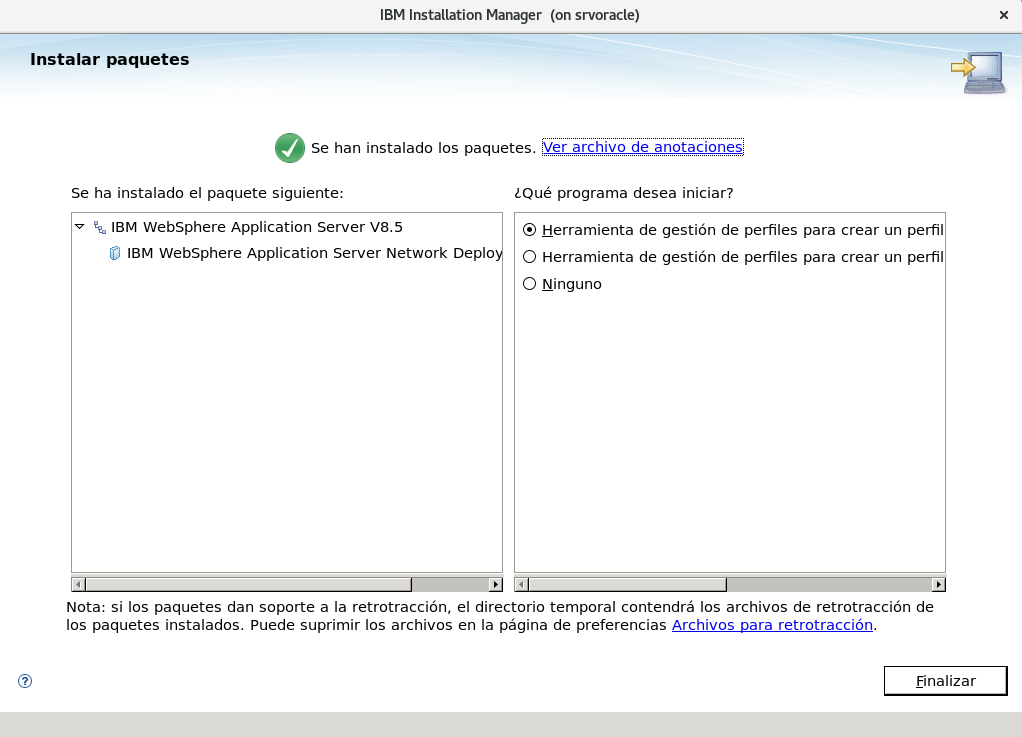 IBM Installation Manager (on srvoracle)
Instalar paquetes
Se han instalado los paquetes. Ver archivo de anotaciones
Se ha instalado el paquete siguiente:
IBM WebSphere Application Server V8.5
IBM WebSphere Application Server Network Deploy
¿Qué programa desea iniciar?
Herramienta de gestión de perfiles para crear un perfil
Herramienta de gestión de perfiles para crear un perfil
Ninguno
Nota: si los paquetes dan soporte a la retrotracción, el directorio temporal contendrá los archivos de retrotracción de
los paquetes instalados. Puede suprimir los archivos en la página de preferencias Archivos para retrotracción.
Finalizar